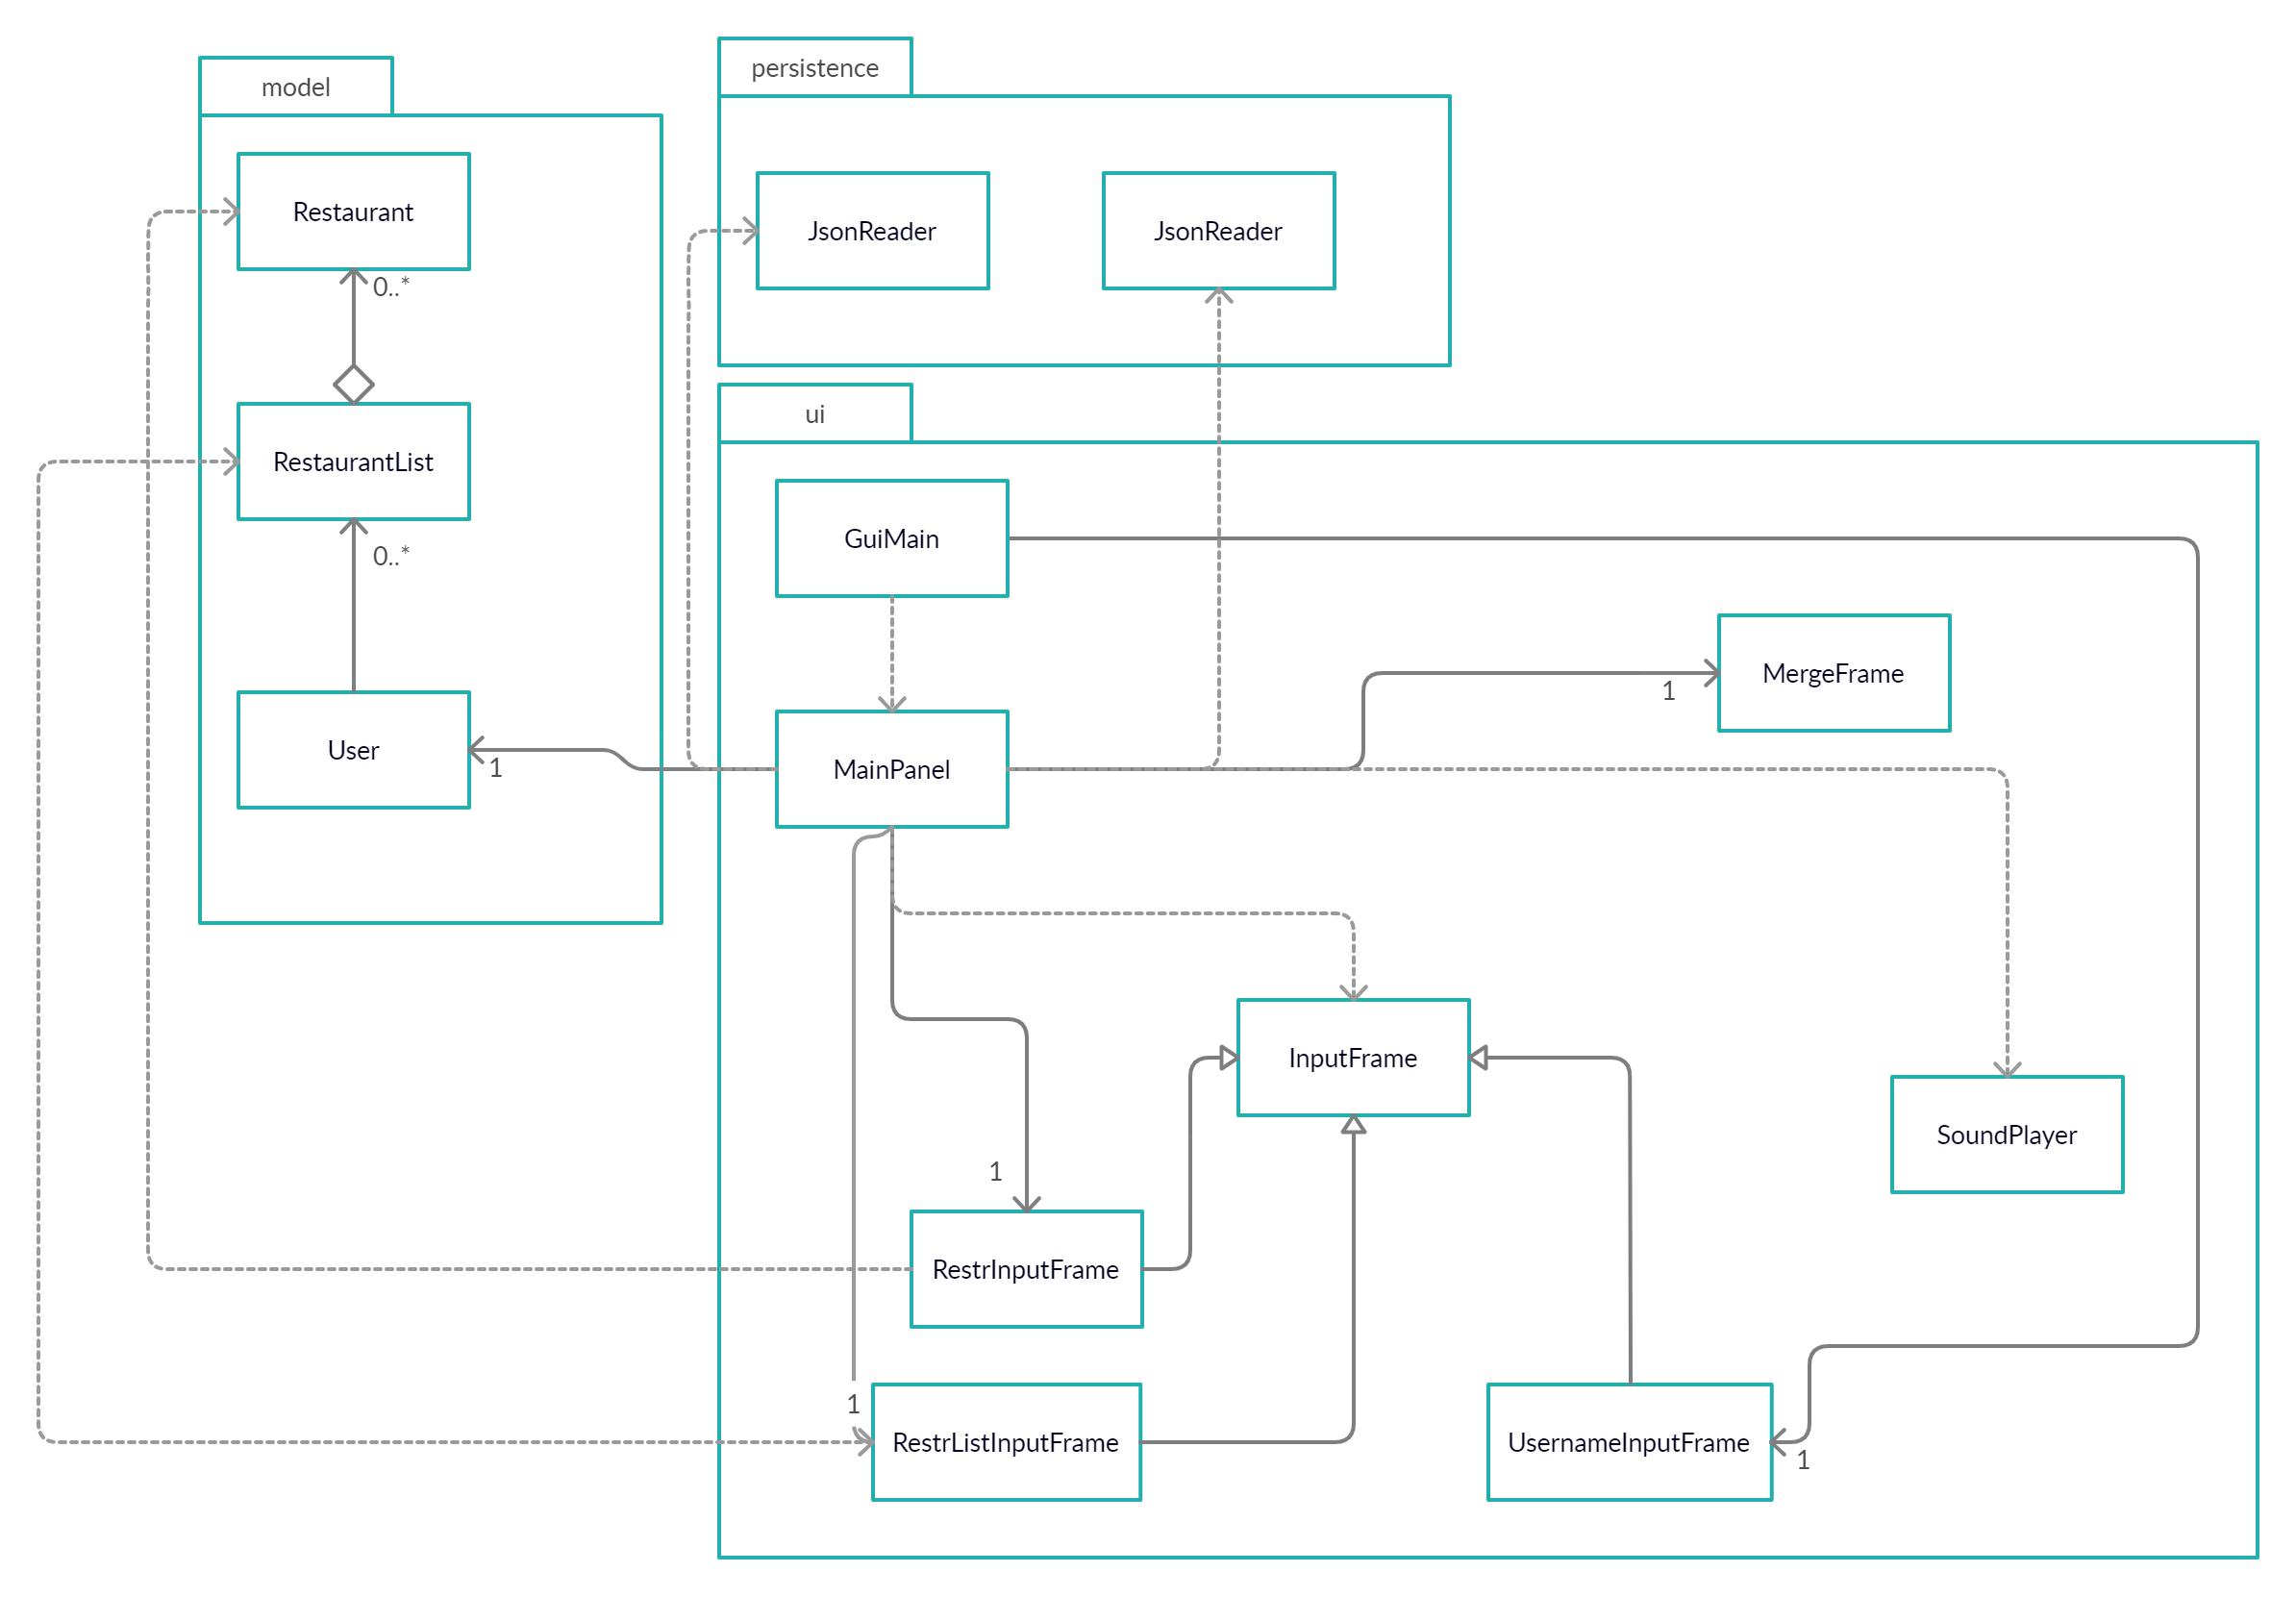 persistence
model
JsonReader
JsonReader
Restaurant
0..*
ui
RestaurantList
GuiMain
0..*
MergeFrame
1
User
1
MainPanel
InputFrame
SoundPlayer
1
RestrInputFrame
1
RestrListInputFrame
UsernameInputFrame
1